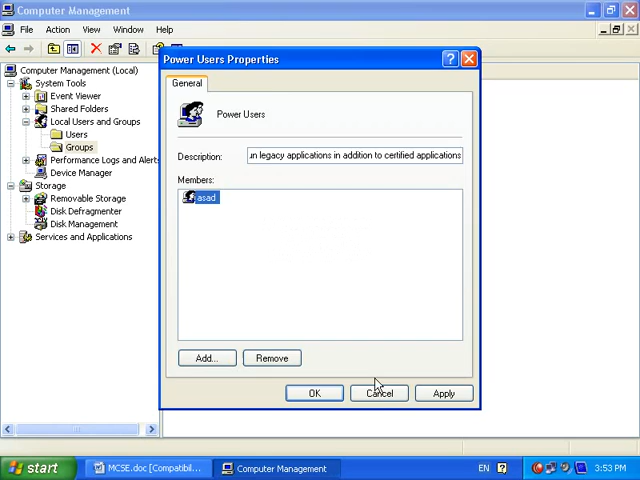 Computer Management
File Action View Window Help
Computer Management (Local)
System Tools
Event Viewer
Shared Folders
Local Users and Groups
Users
Groups
Performance Logs and Alerts
Device Manager
Storage
Removable Storage
Disk Defragmenter
Disk Management
Services and Applications
Power Users Properties
General
Power Users
Description: un legacy applications in addition to certified applications
Members:
asad
Add... Remove
OK Cancel Apply
start MCSE.doc [Compatibil... Computer Management EN 3:53 PM